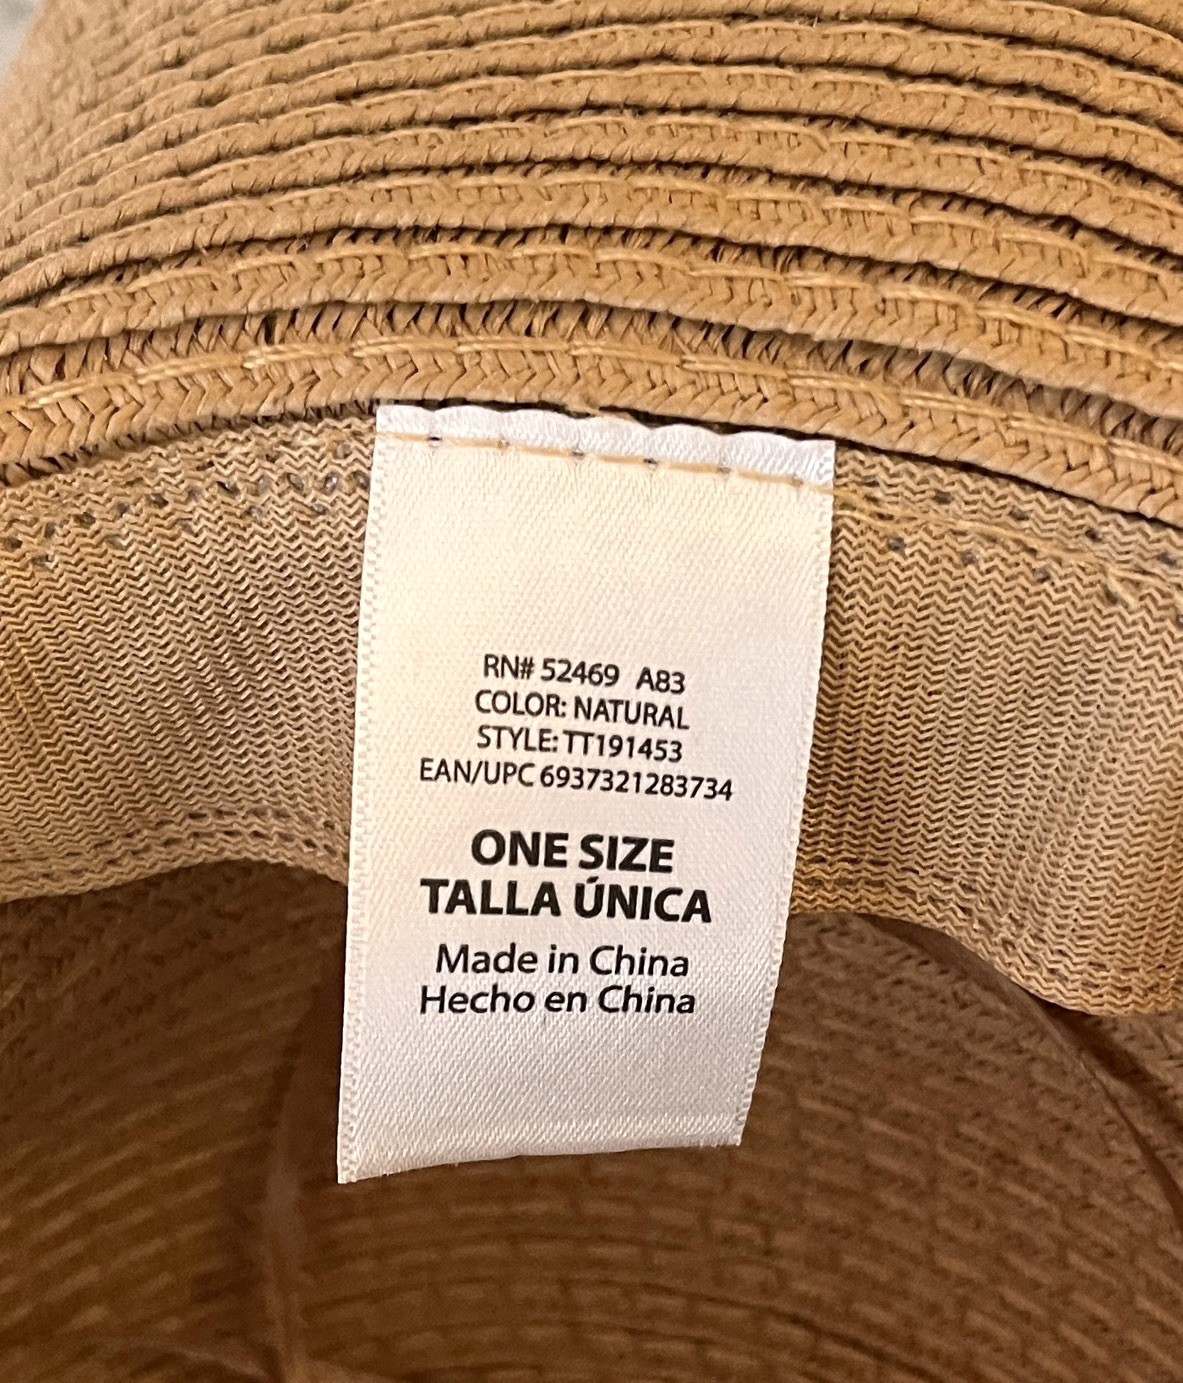 RN# 52469 A83
COLOR: NATURAL
STYLE: TT191453
EAN/UPC 6937321283734
ONE SIZE
TALLA ÚNICA
Made in China
Hecho en China